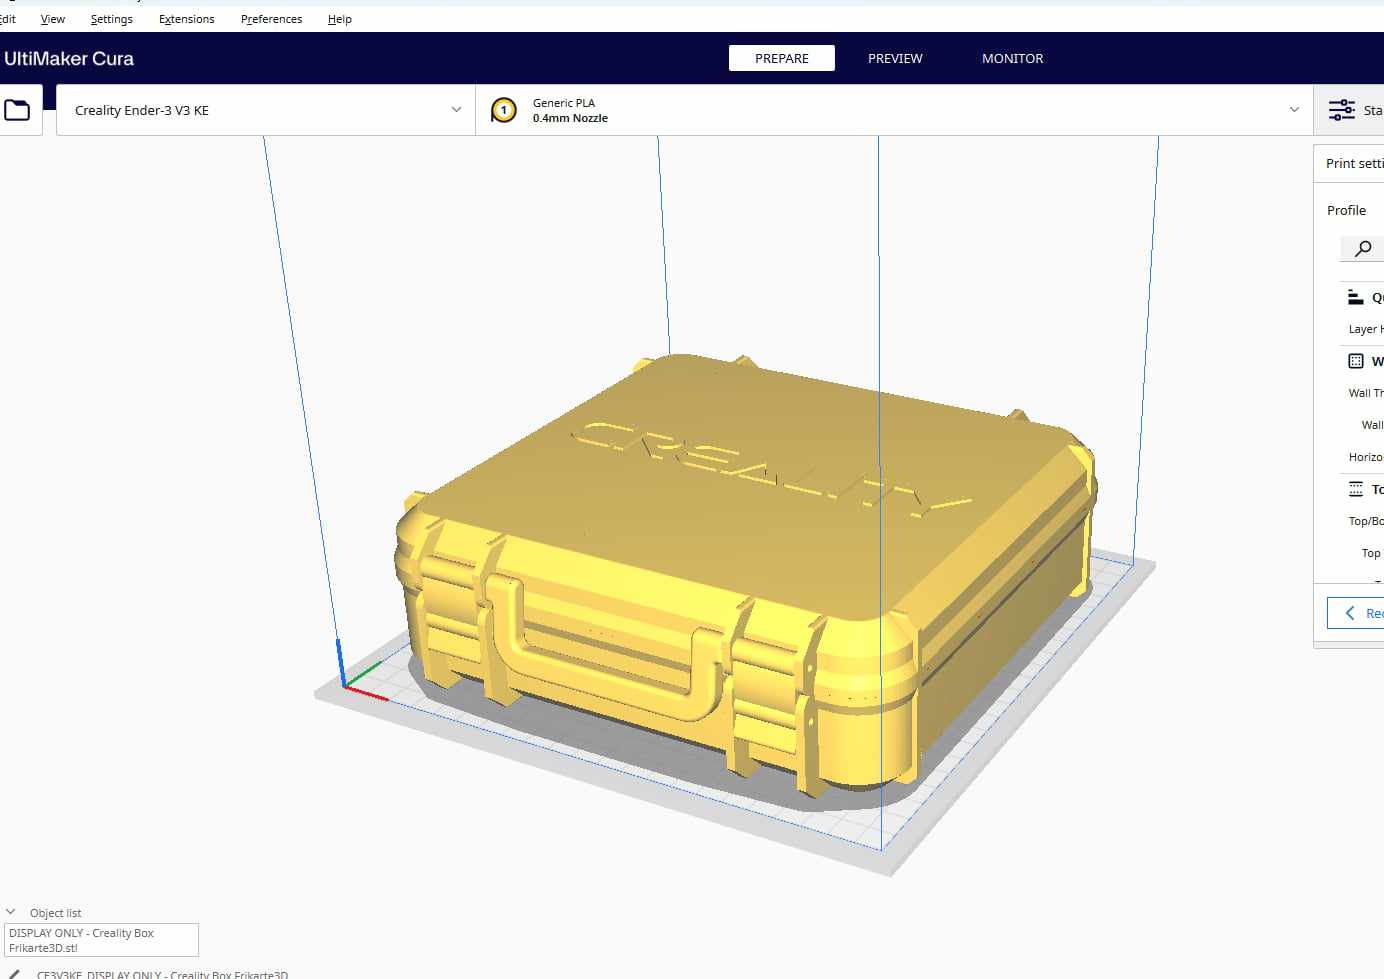 Edit View Settings Extensions Preferences Help
UltiMaker Cura PREPARE PREVIEW MONITOR
Creality Ender-3 V3 KE
1 Generic PLA
0.4mm Nozzle
Sta
Print setti
Profile
Qu
Layer H
W
Wall Th
Wall
Horizo
To
Top/Bo
Top
Rec
CREALITY
Object list
DISPLAY ONLY - Creality Box
Frikarte3D.stl
CE3V3KE_DISPLAY ONLY - Creality Box Frikarte3D